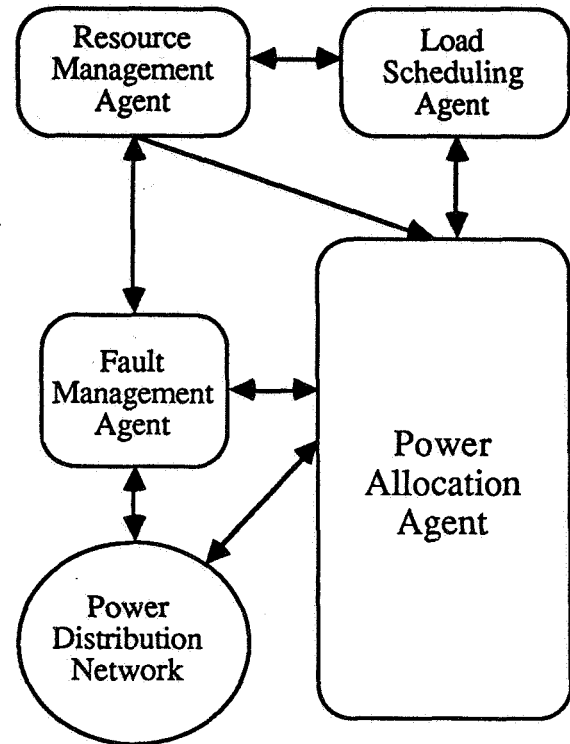 Resource
Management
Agent
Load
Scheduling
Agent
Fault
Management
Agent
Power
Allocation
Agent
Power
Distribution
Network